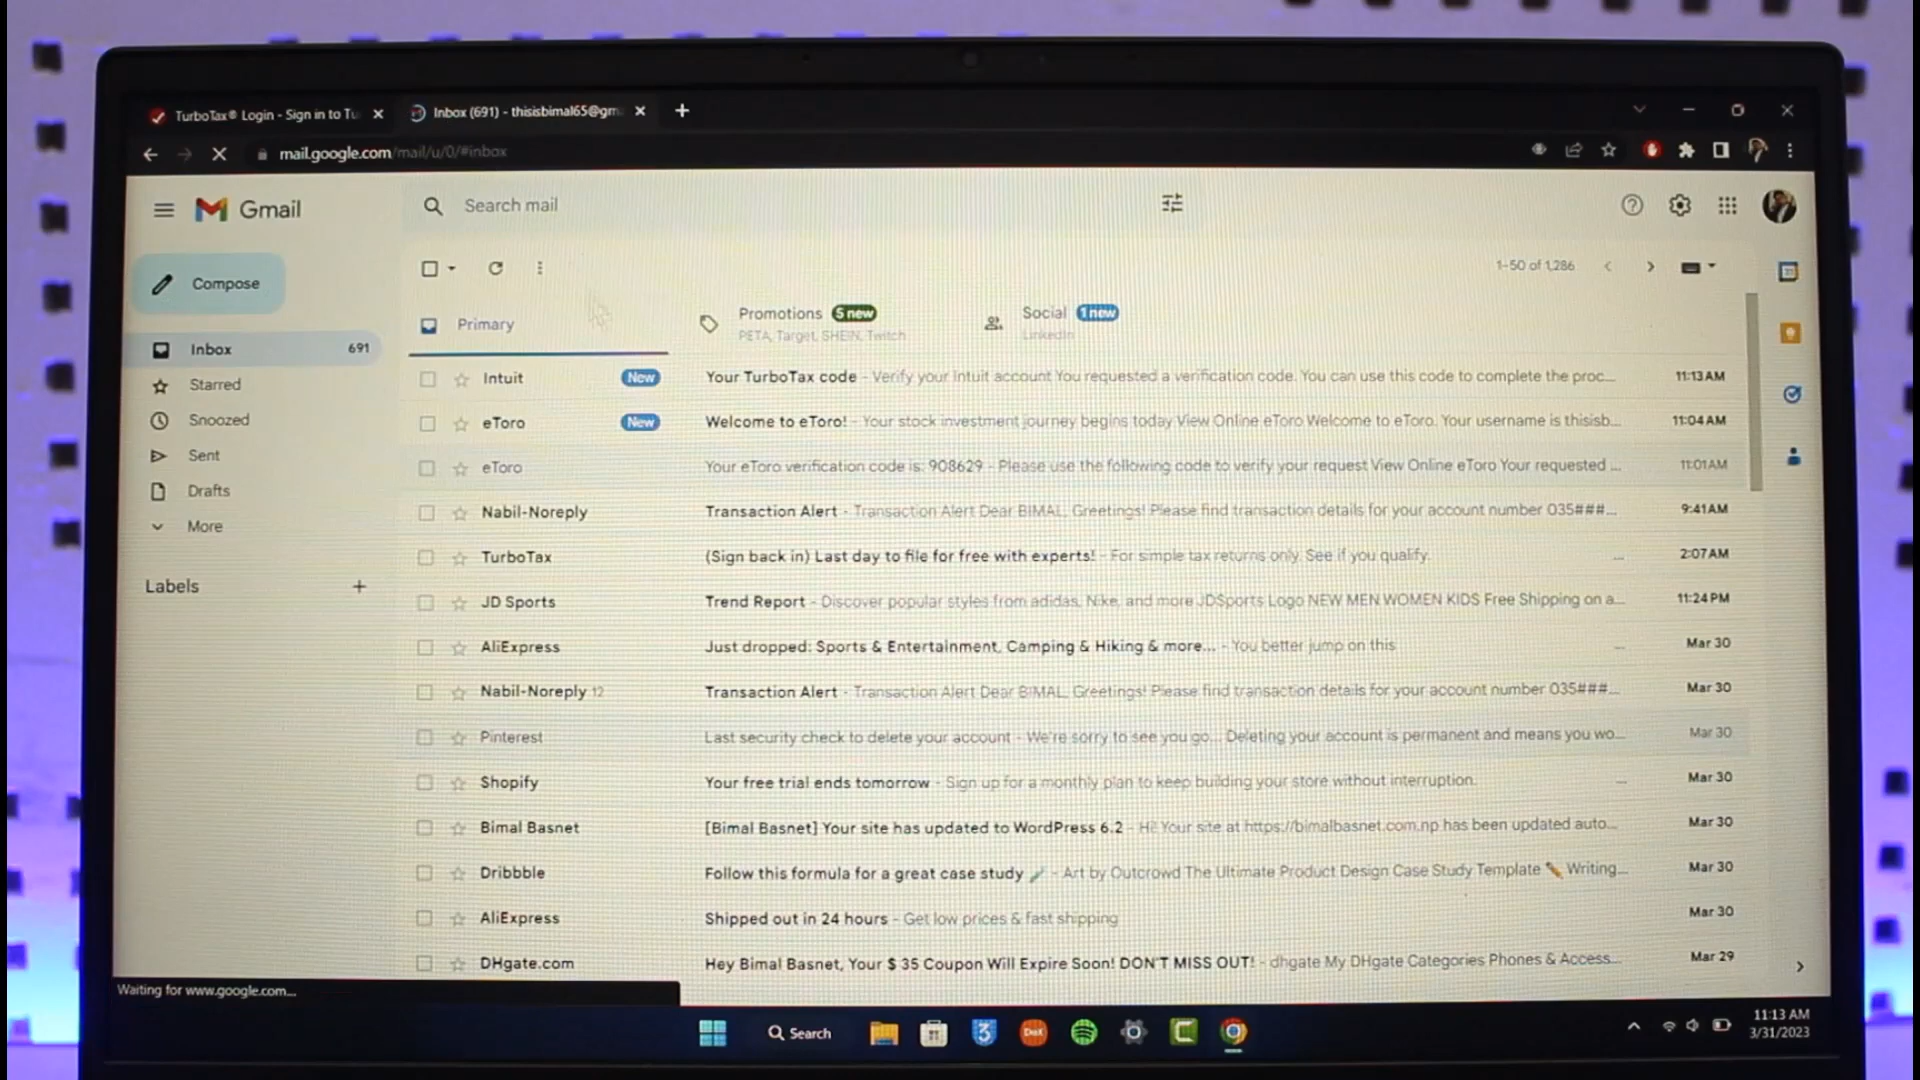 TurboTax® Login - Sign in to Tu
Inbox (691) - thisisbimal65@gm
mail.google.com/mail/u/0/#inbox
Gmail
Search mail
Compose
1-50 of 1,286
Primary
Promotions 5 new
PETA, Target, SHEIN, Twitch
Social 1 new
LinkedIn
Inbox 691
Starred
Snoozed
Sent
Drafts
More
Labels
Intuit New Your TurboTax code - Verify your Intuit account You requested a verification code. You can use this code to complete the proc... 11:13 AM
eToro New Welcome to eToro! - Your stock investment journey begins today View Online eToro Welcome to eToro. Your username is thisisb... 11:04 AM
eToro Your eToro verification code is: 908629 - Please use the following code to verify your request View Online eToro Your requested ... 11:01 AM
Nabil-Noreply Transaction Alert - Transaction Alert Dear BIMAL, Greetings! Please find transaction details for your account number 035###... 9:41 AM
TurboTax (Sign back in) Last day to file for free with experts! - For simple tax returns only. See if you qualify. ... 2:07 AM
JD Sports Trend Report - Discover popular styles from adidas, Nike, and more JDSports Logo NEW MEN WOMEN KIDS Free Shipping on a... 11:24 PM
AliExpress Just dropped: Sports & Entertainment, Camping & Hiking & more... - You better jump on this ... Mar 30
Nabil-Noreply 12 Transaction Alert - Transaction Alert Dear BIMAL, Greetings! Please find transaction details for your account number 035###... Mar 30
Pinterest Last security check to delete your account - We're sorry to see you go... Deleting your account is permanent and means you wo... Mar 30
Shopify Your free trial ends tomorrow - Sign up for a monthly plan to keep building your store without interruption. ... Mar 30
Bimal Basnet [Bimal Basnet] Your site has updated to WordPress 6.2 - Hi! Your site at https://bimalbasnet.com.np has been updated auto... Mar 30
Dribbble Follow this formula for a great case study - Art by Outcrowd The Ultimate Product Design Case Study Template Writing... Mar 30
AliExpress Shipped out in 24 hours - Get low prices & fast shipping Mar 30
DHgate.com Hey Bimal Basnet, Your $ 35 Coupon Will Expire Soon! DON'T MISS OUT! - dhgate My DHgate Categories Phones & Access... Mar 29
Waiting for www.google.com...
Search
11:13 AM
3/31/2023